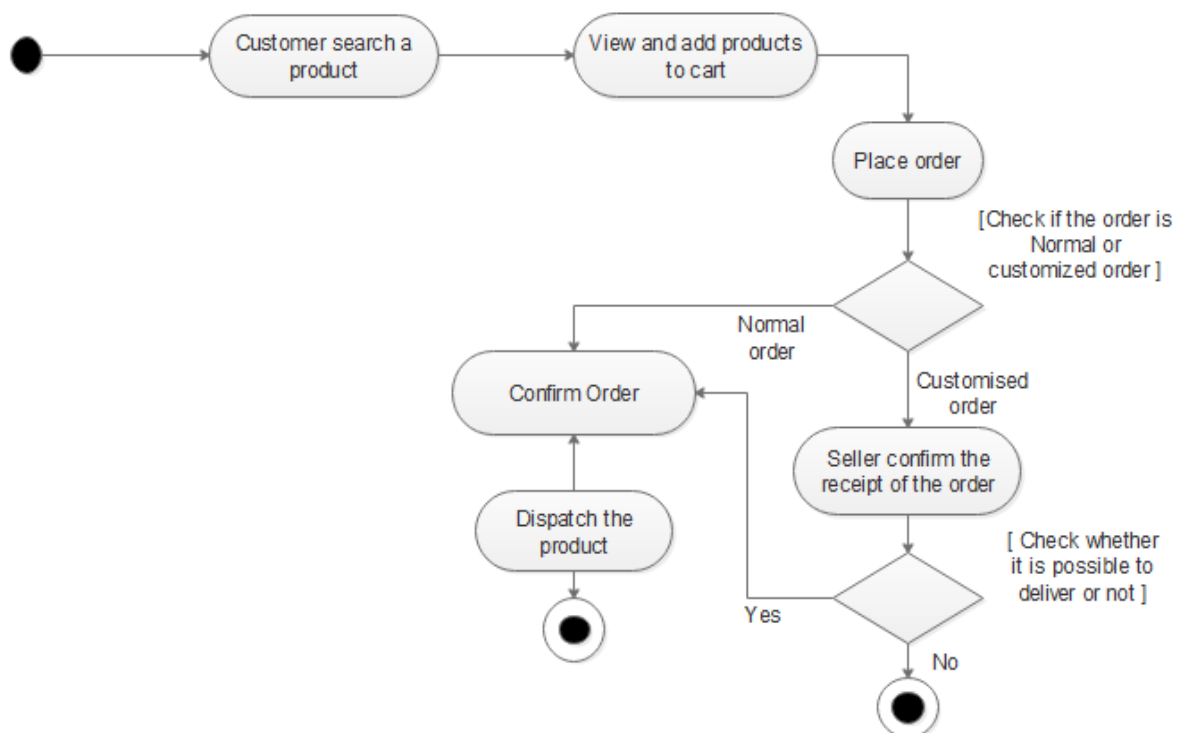 Customer search a
product
View and add products
to cart
Place order
[Check if the order is
Normal or
customized order ]
Normal
order
Customised
order
Confirm Order
Seller confirm the
receipt of the order
Dispatch the
product
[ Check whether
it is possible to
deliver or not ]
Yes
No